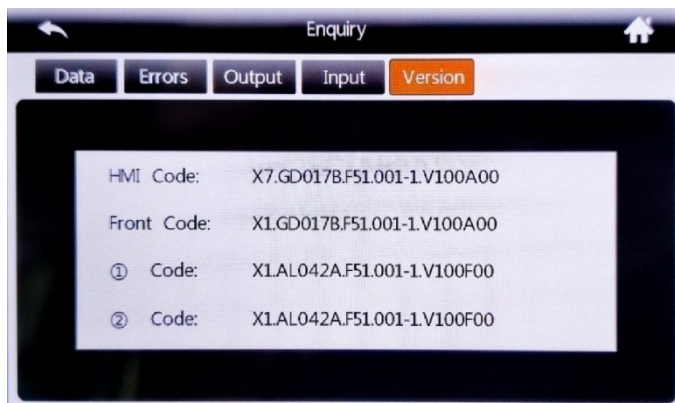 Enquiry
Data Errors Output Input Version
HMI Code: X7.GD017B.F51.001-1.V100A00
Front Code: X1.GD017B.F51.001-1.V100A00
① Code: X1.AL042A.F51.001-1.V100F00
② Code: X1.AL042A.F51.001-1.V100F00